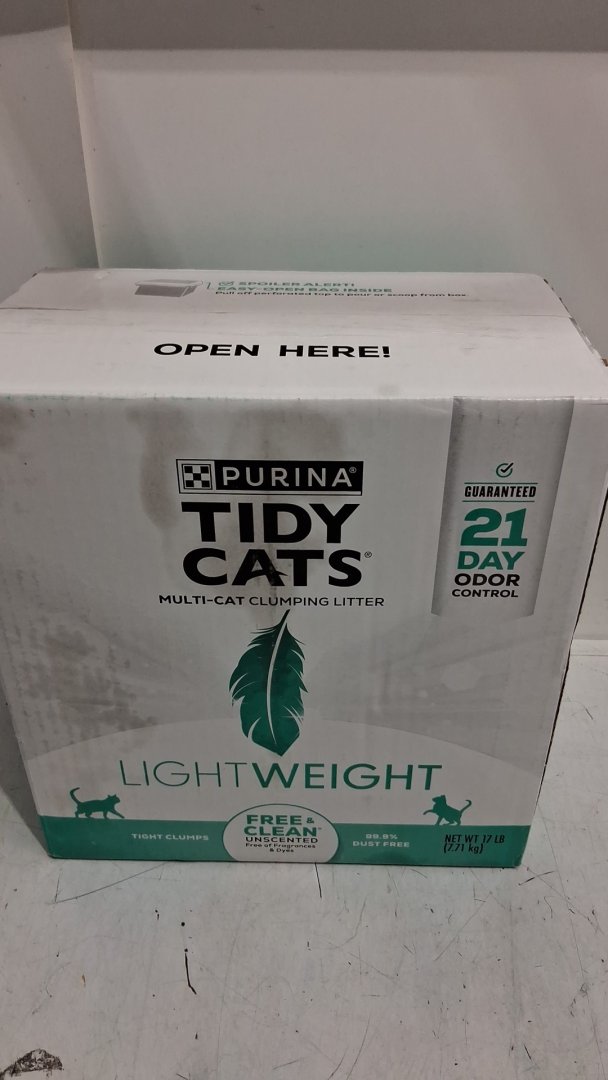 SPOILER ALERT!
EASY-OPEN BAG INSIDE
Pull off perforated top to pour or scoop from box
OPEN HERE!
PURINA®
TIDY
CATS®
MULTI-CAT CLUMPING LITTER
GUARANTEED
21
DAY
ODOR
CONTROL
LIGHTWEIGHT
TIGHT CLUMPS
FREE &
CLEAN™
UNSCENTED
Free of Fragrances
& Dyes
99.9%
DUST FREE
NET WT 17 LB
(7.71 kg)